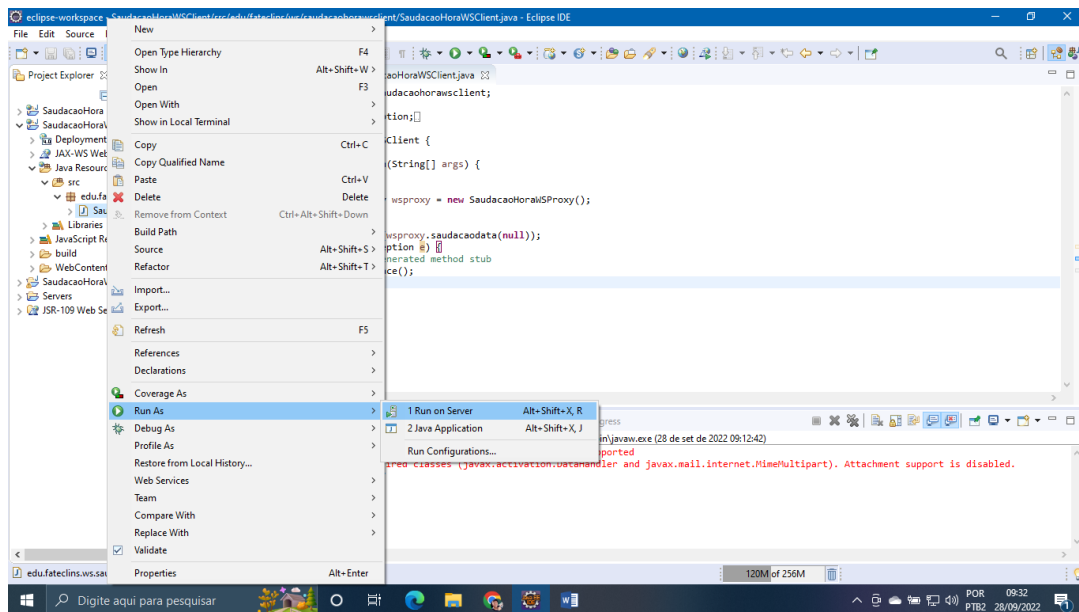 eclipse-workspace - SaudacaoHoraWSClient/src/edu/fateclins/ws/saudacaohorawsclient/SaudacaoHoraWSClient.java - Eclipse IDE
File Edit Source
Project Explorer
SaudacaoHora
SaudacaoHoraW
Deployment
JAX-WS Web
Java Resourc
src
edu.fa
Sau
Libraries
JavaScript Re
build
WebContent
SaudacaoHoraW
Servers
JSR-109 Web Se
New
Open Type Hierarchy F4
Show In Alt+Shift+W
Open F3
Open With
Show in Local Terminal
Copy Ctrl+C
Copy Qualified Name
Paste Ctrl+V
Delete Delete
Remove from Context Ctrl+Alt+Shift+Down
Build Path
Source Alt+Shift+S
Refactor Alt+Shift+T
Import...
Export...
Refresh F5
References
Declarations
Coverage As
Run As
Debug As
Profile As
Restore from Local History...
Web Services
Team
Compare With
Replace With
Validate
Properties Alt+Enter
1 Run on Server Alt+Shift+X, R
2 Java Application Alt+Shift+X, J
Run Configurations...
aoHoraWSClient.java
udacaohorawsclient;
tion;
Client {
(String[] args) {
wsproxy = new SaudacaoHoraWSProxy();
wsproxy.saudacaodata(null));
ption e) {
nerated method stub
ce();
gress
in\javaw.exe (28 de set de 2022 09:12:42)
ported
ired classes (javax.activation.DataHandler and javax.mail.internet.MimeMultipart). Attachment support is disabled.
edu.fateclins.ws.sau
120M of 256M
Digite aqui para pesquisar
POR
PTB2
09:32
28/09/2022